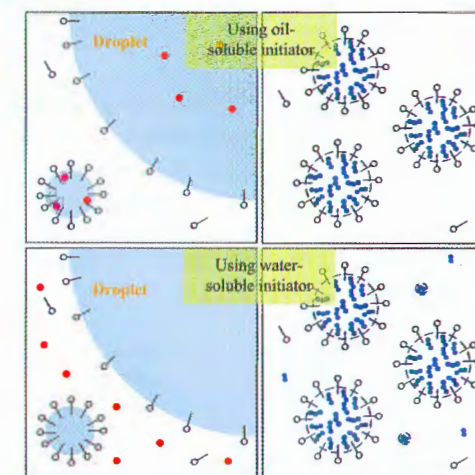 Using oil-
soluble initiator
Droplet
Using water-
soluble initiator
Droplet